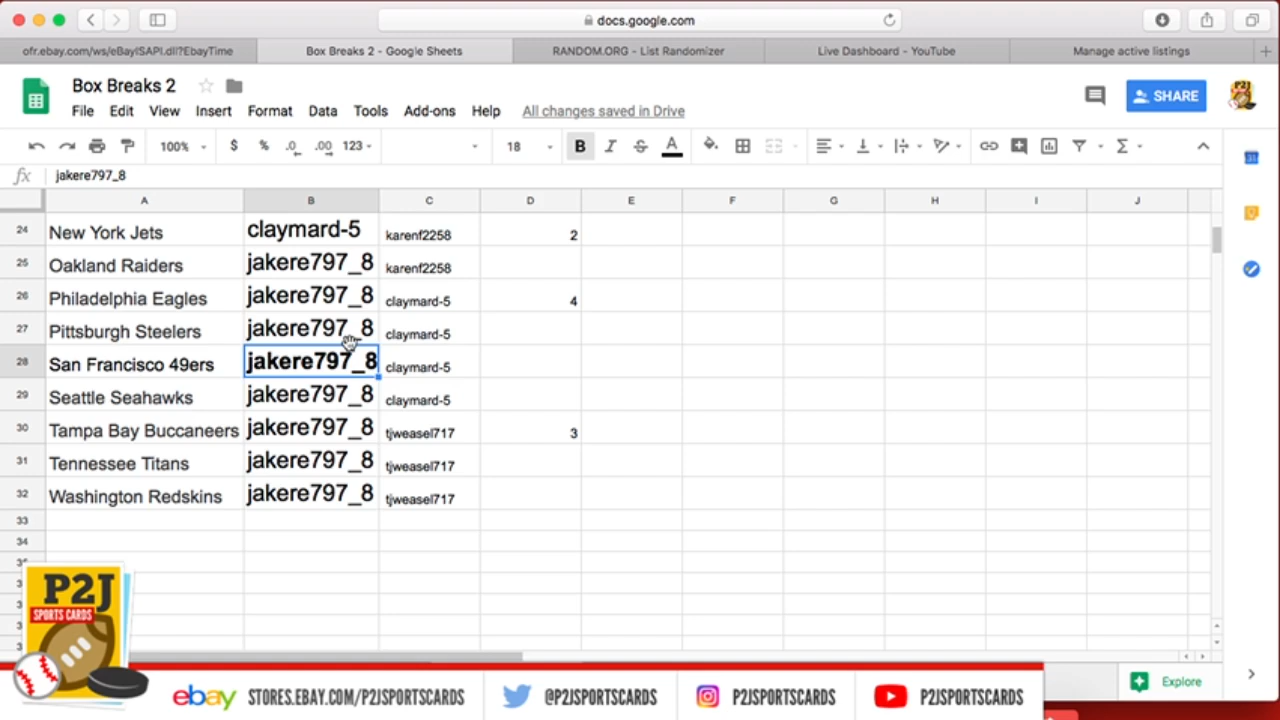 docs.google.com
ofr.ebay.com/ws/eBayISAPI.dll?EbayTime
Box Breaks 2 - Google Sheets
RANDOM.ORG - List Randomizer
Live Dashboard - YouTube
Manage active listings
Box Breaks 2
File Edit View Insert Format Data Tools Add-ons Help All changes saved in Drive
SHARE
100% $ % .0 .00 123 18 B I S A Σ
fx jakere797_8
A B C D E F G H I J
24 New York Jets claymard-5 karenf2258 2
25 Oakland Raiders jakere797_8 karenf2258
26 Philadelphia Eagles jakere797_8 claymard-5 4
27 Pittsburgh Steelers jakere797_8 claymard-5
28 San Francisco 49ers jakere797_8 claymard-5
29 Seattle Seahawks jakere797_8 claymard-5
30 Tampa Bay Buccaneers jakere797_8 tjweasel717 3
31 Tennessee Titans jakere797_8 tjweasel717
32 Washington Redskins jakere797_8 tjweasel717
33
34
P2J
SPORTS CARDS
ebay STORES.EBAY.COM/P2JSPORTSCARDS @P2JSPORTSCARDS P2JSPORTSCARDS P2JSPORTSCARDS
Explore